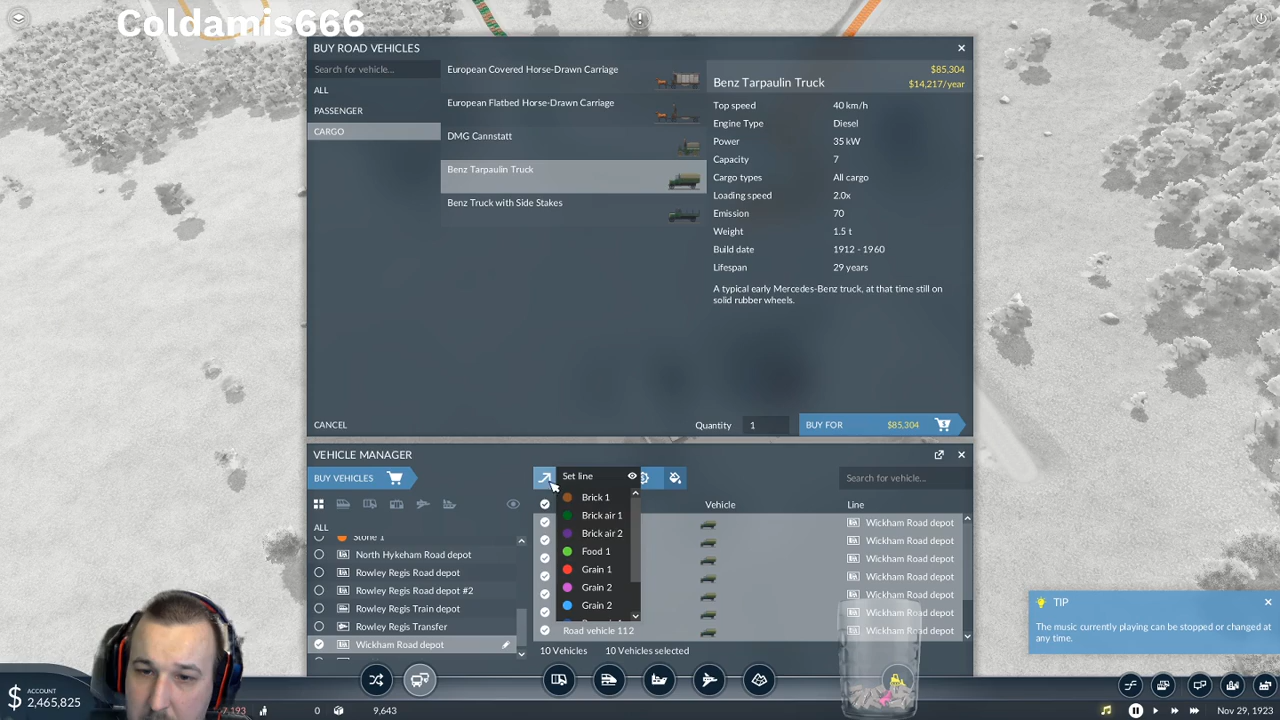 Coldamis666
BUY ROAD VEHICLES
Search for vehicle...
ALL
PASSENGER
CARGO
European Covered Horse-Drawn Carriage
European Flatbed Horse-Drawn Carriage
DMG Cannstatt
Benz Tarpaulin Truck
Benz Truck with Side Stakes
$85,304
Benz Tarpaulin Truck
$14,217/year
Top speed 40 km/h
Engine Type Diesel
Power 35 kW
Capacity 7
Cargo types All cargo
Loading speed 2.0x
Emission 70
Weight 1.5 t
Build date 1912 - 1960
Lifespan 29 years
A typical early Mercedes-Benz truck, at that time still on
solid rubber wheels.
CANCEL
Quantity 1
BUY FOR $85,304
VEHICLE MANAGER
BUY VEHICLES
Search for vehicle...
ALL
Stone 1
North Hykeham Road depot
Rowley Regis Road depot
Rowley Regis Road depot #2
Rowley Regis Train depot
Rowley Regis Transfer
Wickham Road depot
Set line
Brick 1
Brick air 1
Brick air 2
Food 1
Grain 1
Grain 2
Grain 2
Road vehicle 112
Vehicle Line
Wickham Road depot
Wickham Road depot
Wickham Road depot
Wickham Road depot
Wickham Road depot
Wickham Road depot
Wickham Road depot
10 Vehicles 10 Vehicles selected
TIP
The music currently playing can be stopped or changed at
any time.
$ ACCOUNT
2,465,825
-7,193
0
9,643
Nov 29, 1923